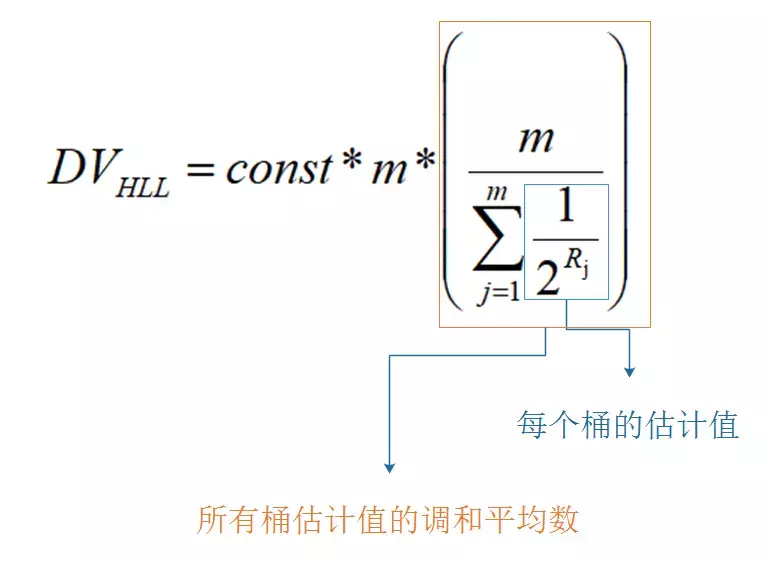 DV_{HLL} = const * m * \left( \frac{m}{\sum_{j=1}^{m} \frac{1}{2^{R_j}}} \right)
每个桶的估计值
所有桶估计值的调和平均数